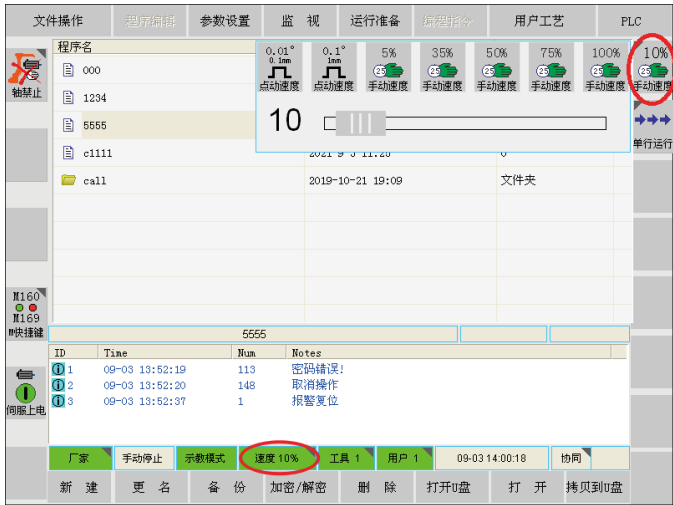 文件操作 程序编辑 参数设置 监 视 运行准备 编程指令 用户工艺 PLC
程序名
0.01° 0.1° 5% 35% 50% 75% 100% 10%
0.1mm 1mm 25 25 25 25 25 25
点动速度 点动速度 手动速度 手动速度 手动速度 手动速度 手动速度 手动速度
轴禁止
000
1234
10
5555
单行运行
c1111
call 2019-10-21 19:09 文件夹
M160
M169
M快捷键
5555
ID Time Num Notes
1 09-03 13:52:19 113 密码错误!
2 09-03 13:52:20 148 取消操作
3 09-03 13:52:37 1 报警复位
伺服上电
厂家 手动停止 示教模式 速度 10% 工具 1 用户 1 09-03 14:00:18 协同
新 建 更 名 备 份 加密/解密 删 除 打开U盘 打 开 拷贝到U盘